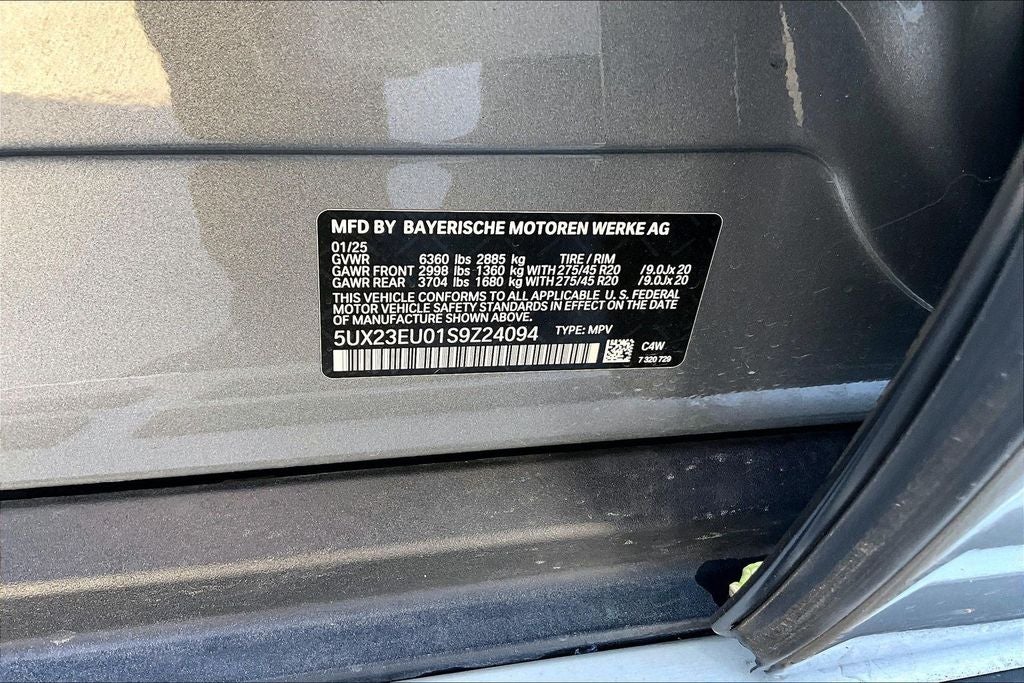 MFD BY BAYERISCHE MOTOREN WERKE AG
01/25
GVWR 6360 lbs 2885 kg TIRE / RIM
GAWR FRONT 2998 lbs 1360 kg WITH 275/45 R20 /9.0Jx20
GAWR REAR 3704 lbs 1680 kg WITH 275/45 R20 /9.0Jx20
THIS VEHICLE CONFORMS TO ALL APPLICABLE U.S. FEDERAL
MOTOR VEHICLE SAFETY STANDARDS IN EFFECT ON THE DATE
OF MANUFACTURE SHOWN ABOVE.
5UX23EU01S9Z24094 TYPE: MPV
C4W
7 320 729